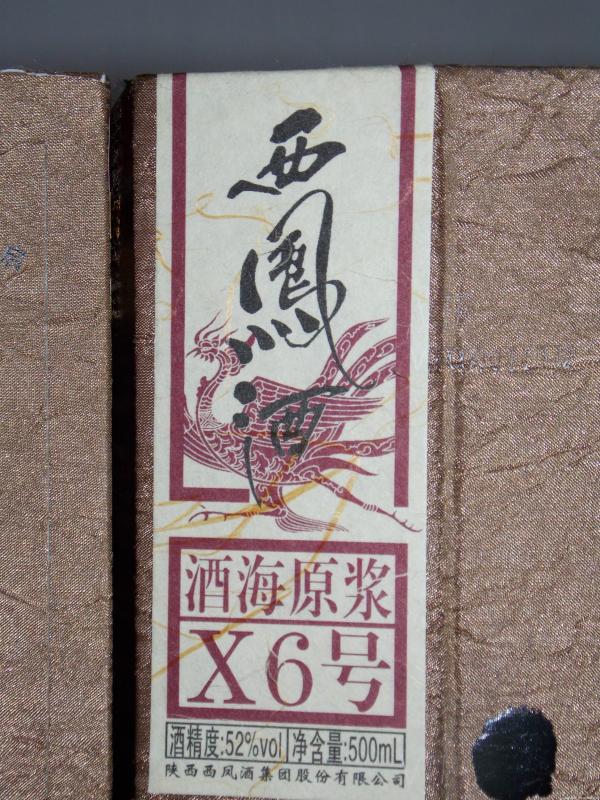 西鳳酒
酒海原浆
X6号
酒精度:52%vol 净含量:500mL
陕西西凤酒集团股份有限公司